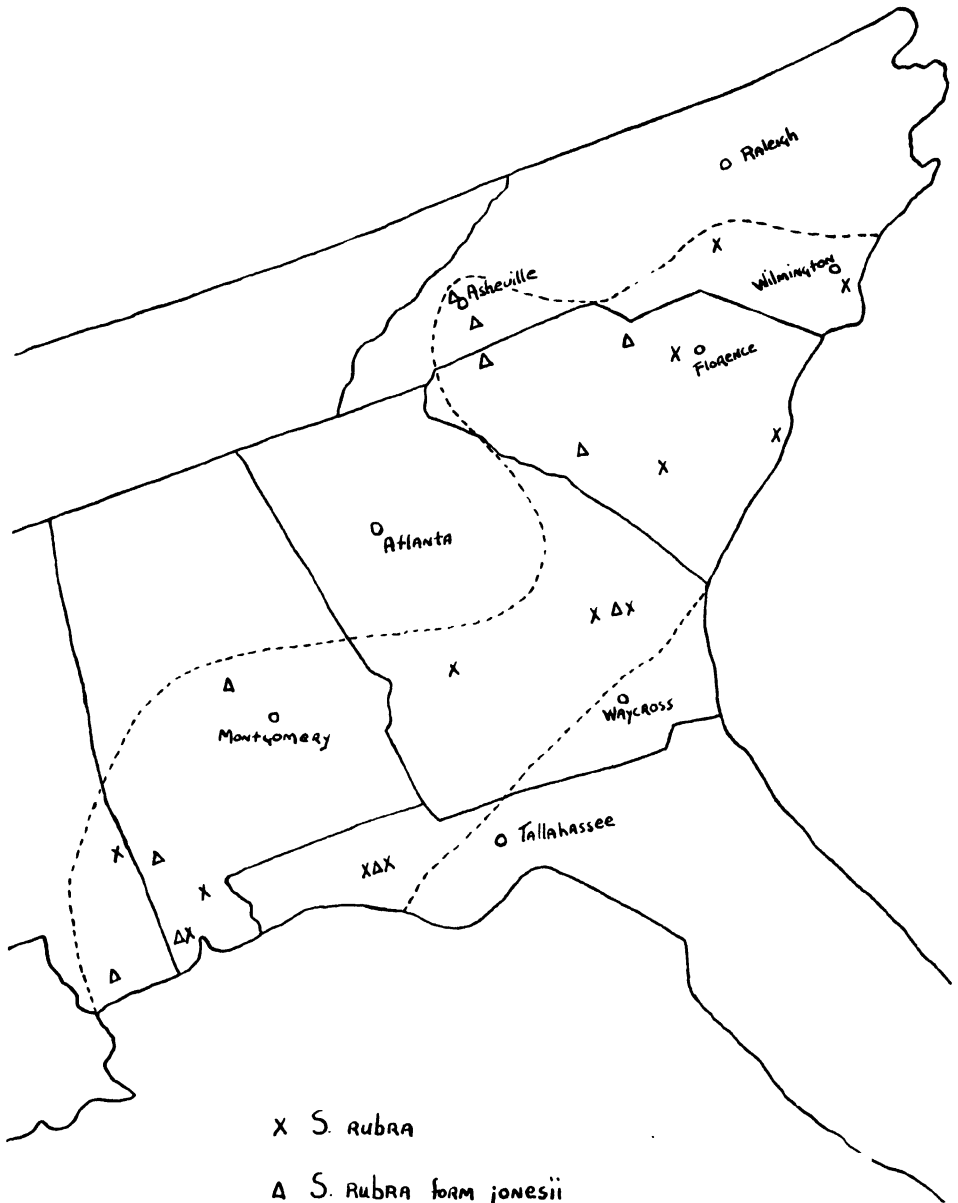 Raleigh
Asheville
Wilmington
Florence
Atlanta
Waycross
Montgomery
Tallahassee
X S. rubra
Δ S. rubra form jonesii